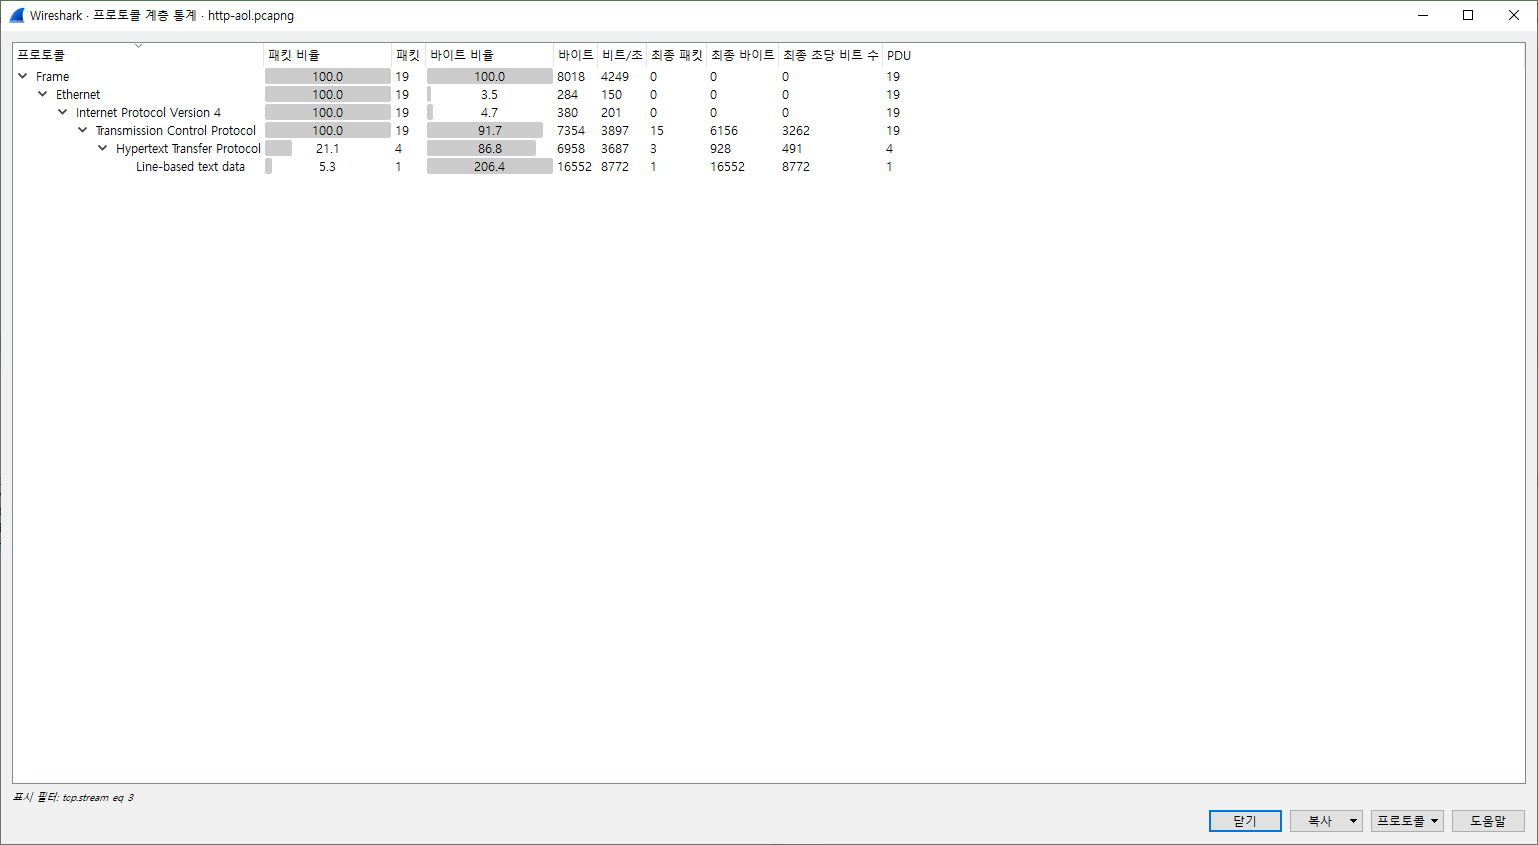 Wireshark · 프로토콜 계층 통계 · http-aol.pcapng
프로토콜 패킷 비율 패킷 바이트 비율 바이트 비트/초 최종 패킷 최종 바이트 최종 초당 비트 수 PDU
Frame 100.0 19 100.0 8018 4249 0 0 0 19
Ethernet 100.0 19 3.5 284 150 0 0 0 19
Internet Protocol Version 4 100.0 19 4.7 380 201 0 0 0 19
Transmission Control Protocol 100.0 19 91.7 7354 3897 15 6156 3262 19
Hypertext Transfer Protocol 21.1 4 86.8 6958 3687 3 928 491 4
Line-based text data 5.3 1 206.4 16552 8772 1 16552 8772 1
표시 필터: tcp.stream eq 3
닫기 복사 프로토콜 도움말